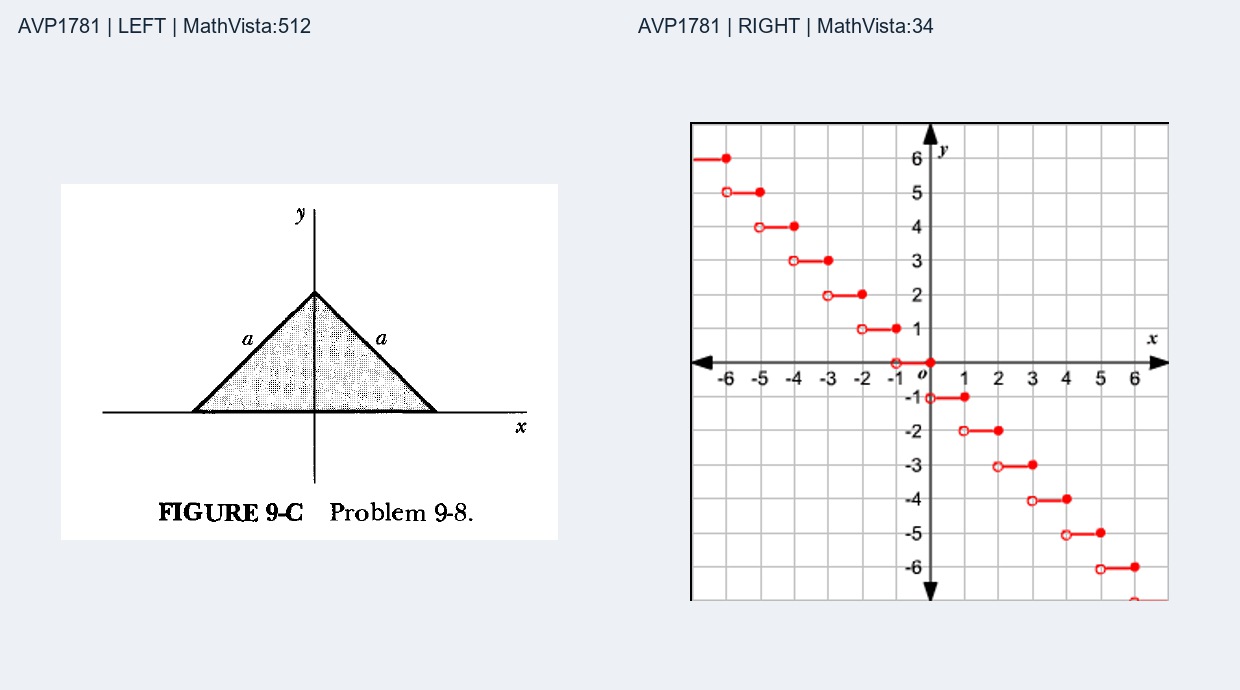 AVP1781 | LEFT | MathVista:512
y
a
a
x
FIGURE 9-C Problem 9-8.
AVP1781 | RIGHT | MathVista:34
y
6
5
4
3
2
1
x
-6 -5 -4 -3 -2 -1 o 1 2 3 4 5 6
-1
-2
-3
-4
-5
-6